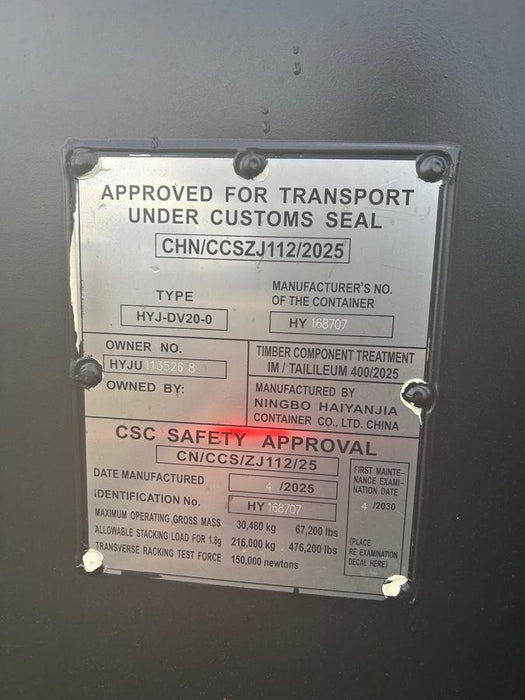 APPROVED FOR TRANSPORT
UNDER CUSTOMS SEAL
CHN/CCSZJ112/2025
TYPE
HYJ-DV20-0
MANUFACTURER'S NO.
OF THE CONTAINER
HY 168707
OWNER NO.
HYJU 113526 8
OWNED BY:
TIMBER COMPONENT TREATMENT
IM / TAILILEUM 400/2025
MANUFACTURED BY
NINGBO HAIYANJIA
CONTAINER CO., LTD. CHINA
CSC SAFETY APPROVAL
CN/CCS/ZJ112/25
DATE MANUFACTURED 4 /2025
IDENTIFICATION No. HY 168707
MAXIMUM OPERATING GROSS MASS 30,480 kg 67,200 lbs
ALLOWABLE STACKING LOAD FOR 1.8g 216,000 kg 476,200 lbs
TRANSVERSE RACKING TEST FORCE 150,000 newtons
FIRST MAINTE-
NANCE EXAMI-
NATION DATE
4 /2030
(PLACE
RE EXAMINATION
DECAL HERE)